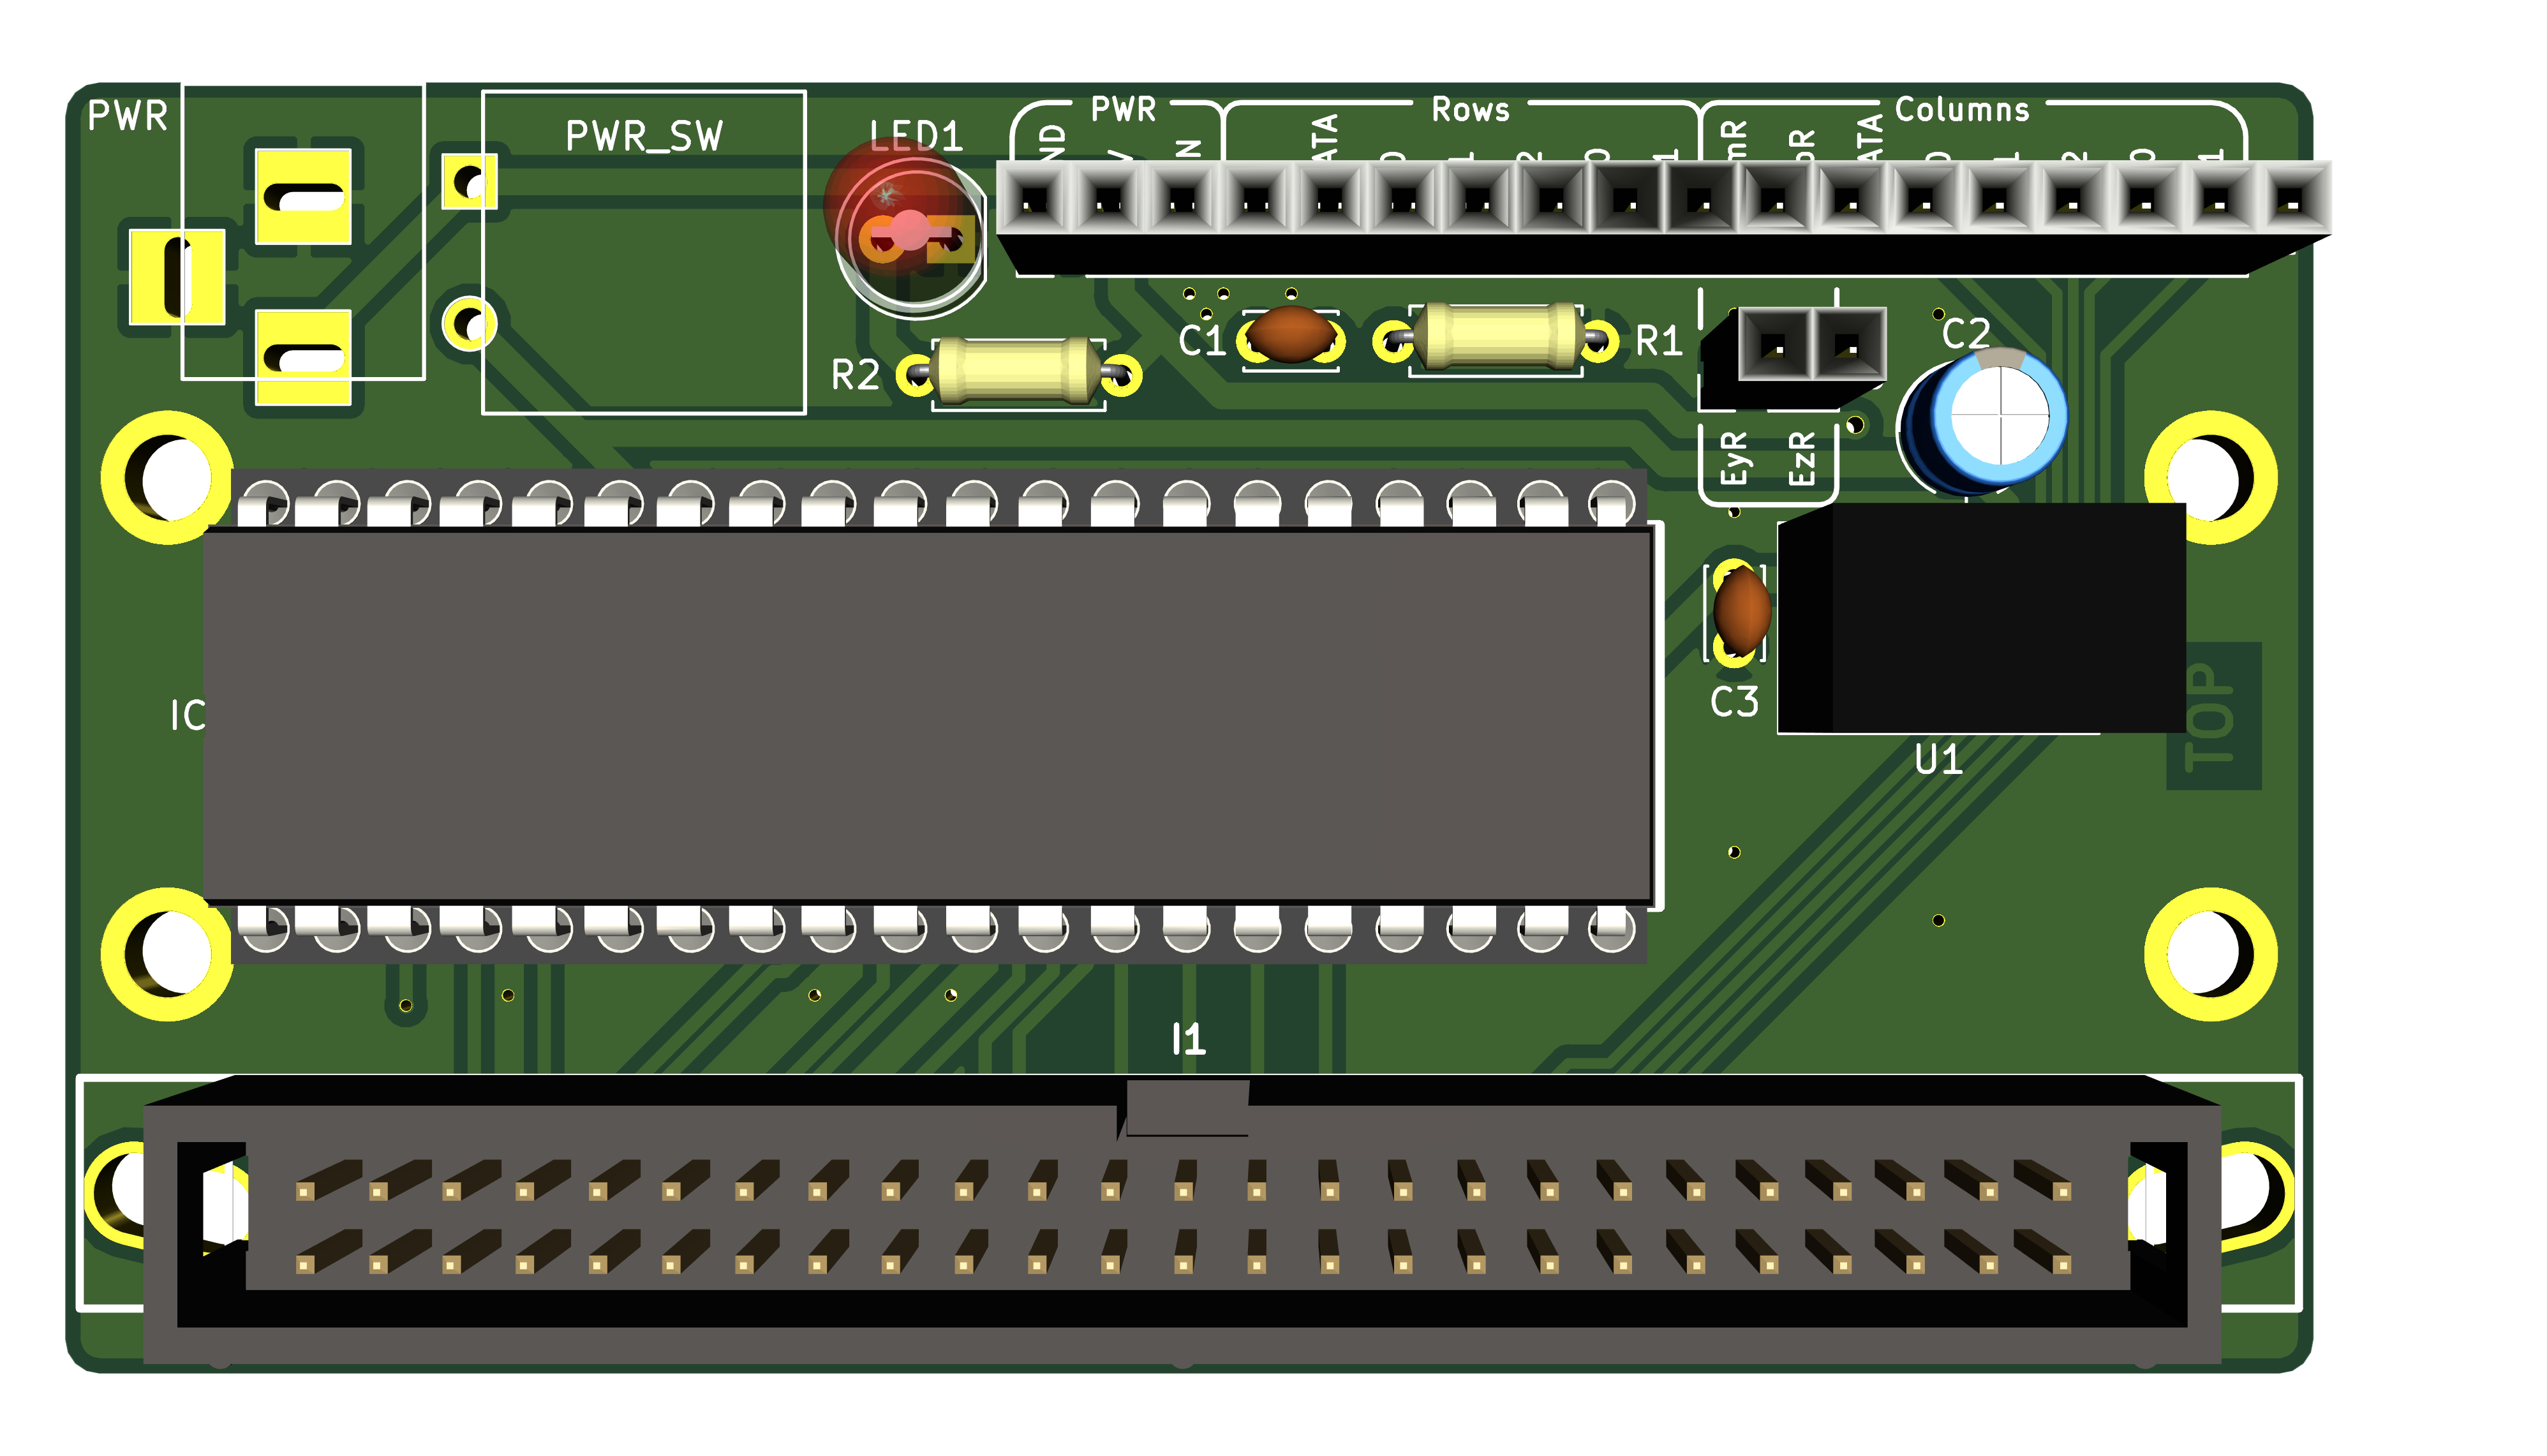 PWR
PWR_SW
LED1
PWR
Rows
Columns
C1
R1
C2
R2
EyR
EzR
IC
C3
TOP
U1
I1